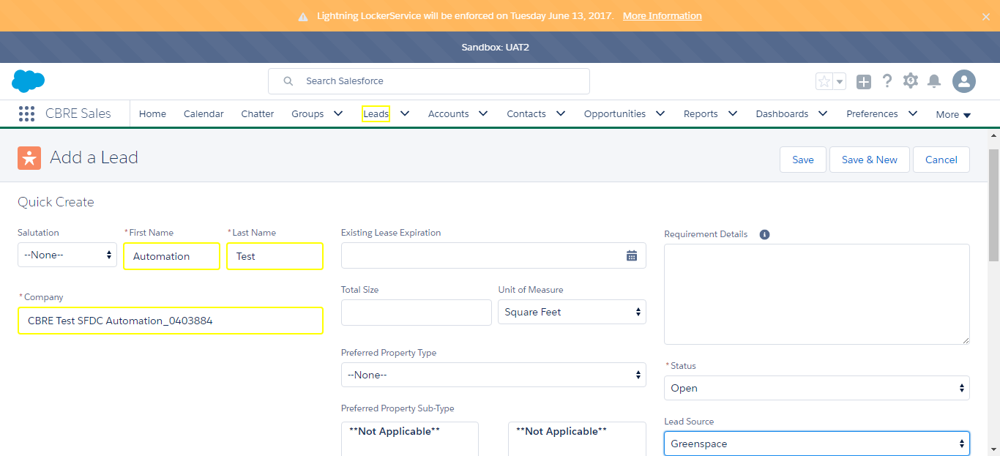 Lightning LockerService will be enforced on Tuesday June 13, 2017. More Information
Sandbox: UAT2
Search Salesforce
CBRE Sales Home Calendar Chatter Groups Leads Accounts Contacts Opportunities Reports Dashboards Preferences More
Add a Lead
Save Save & New Cancel
Quick Create
Salutation *First Name *Last Name
--None-- Automation Test
*Company
CBRE Test SFDC Automation_0403884
Existing Lease Expiration
Total Size Unit of Measure
Square Feet
Preferred Property Type
--None--
Preferred Property Sub-Type
**Not Applicable** **Not Applicable**
Requirement Details
*Status
Open
Lead Source
Greenspace